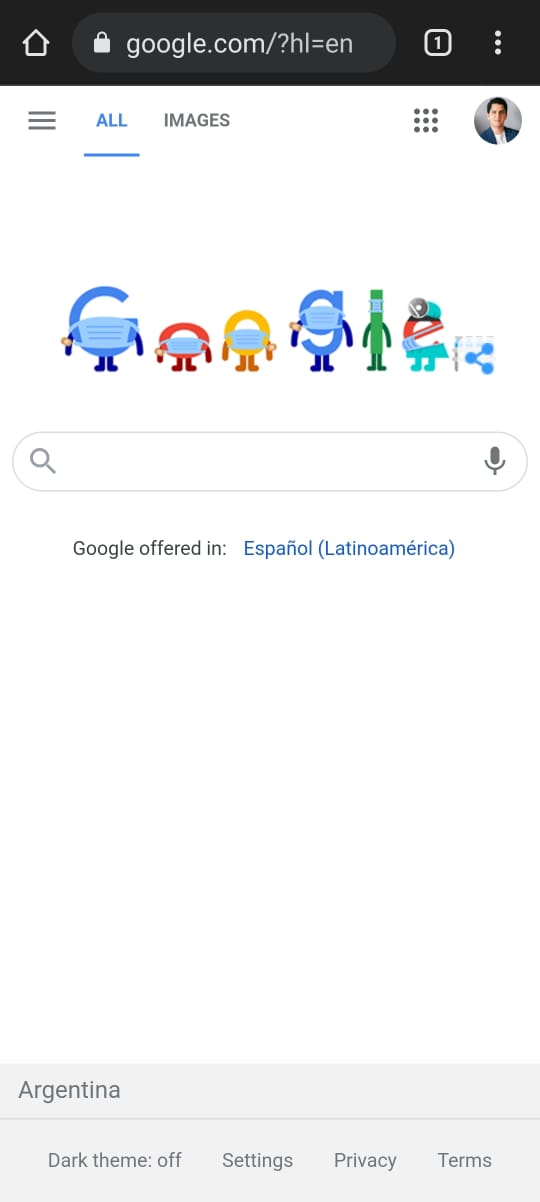 google.com/?hl=en
1
ALL IMAGES
Google
Google offered in: Español (Latinoamérica)
Argentina
Dark theme: off Settings Privacy Terms